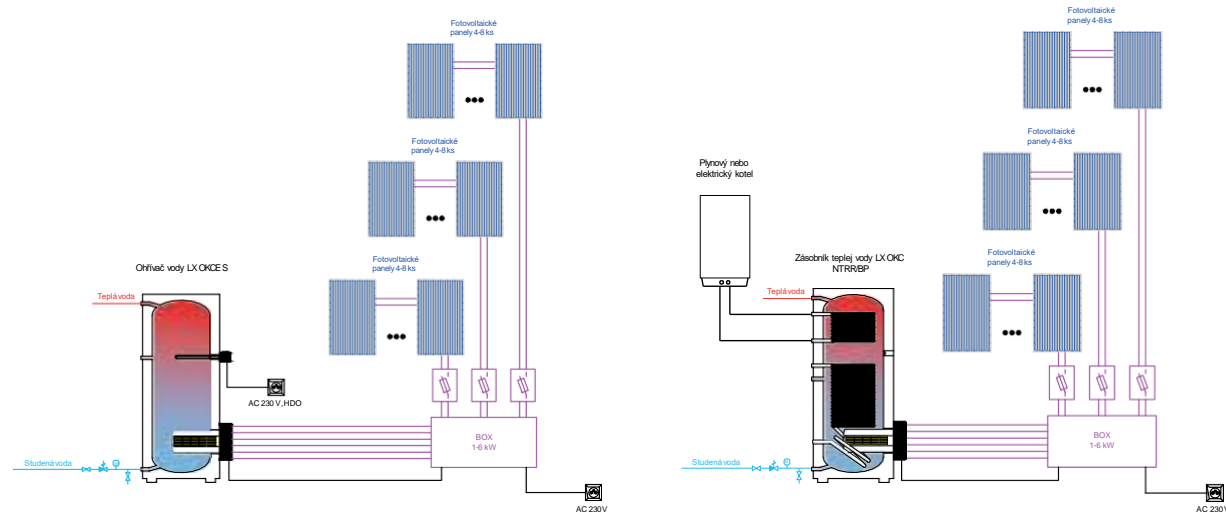 Fotovoltaické
panely 4-8 ks
Fotovoltaické
panely 4-8 ks
Fotovoltaické
panely 4-8 ks
Ohřívač vody LX OKCE S
Teplá voda
AC 230 V, HDO
BOX
1-6 kW
Studená voda
AC 230V
Fotovoltaické
panely 4-8 ks
Fotovoltaické
panely 4-8 ks
Plynový nebo
elektrický kotel
Fotovoltaické
panely 4-8 ks
Zásobník teplej vody LX OKC
NTRR/BP
Teplá voda
BOX
1-6 kW
Studená voda
AC 230V